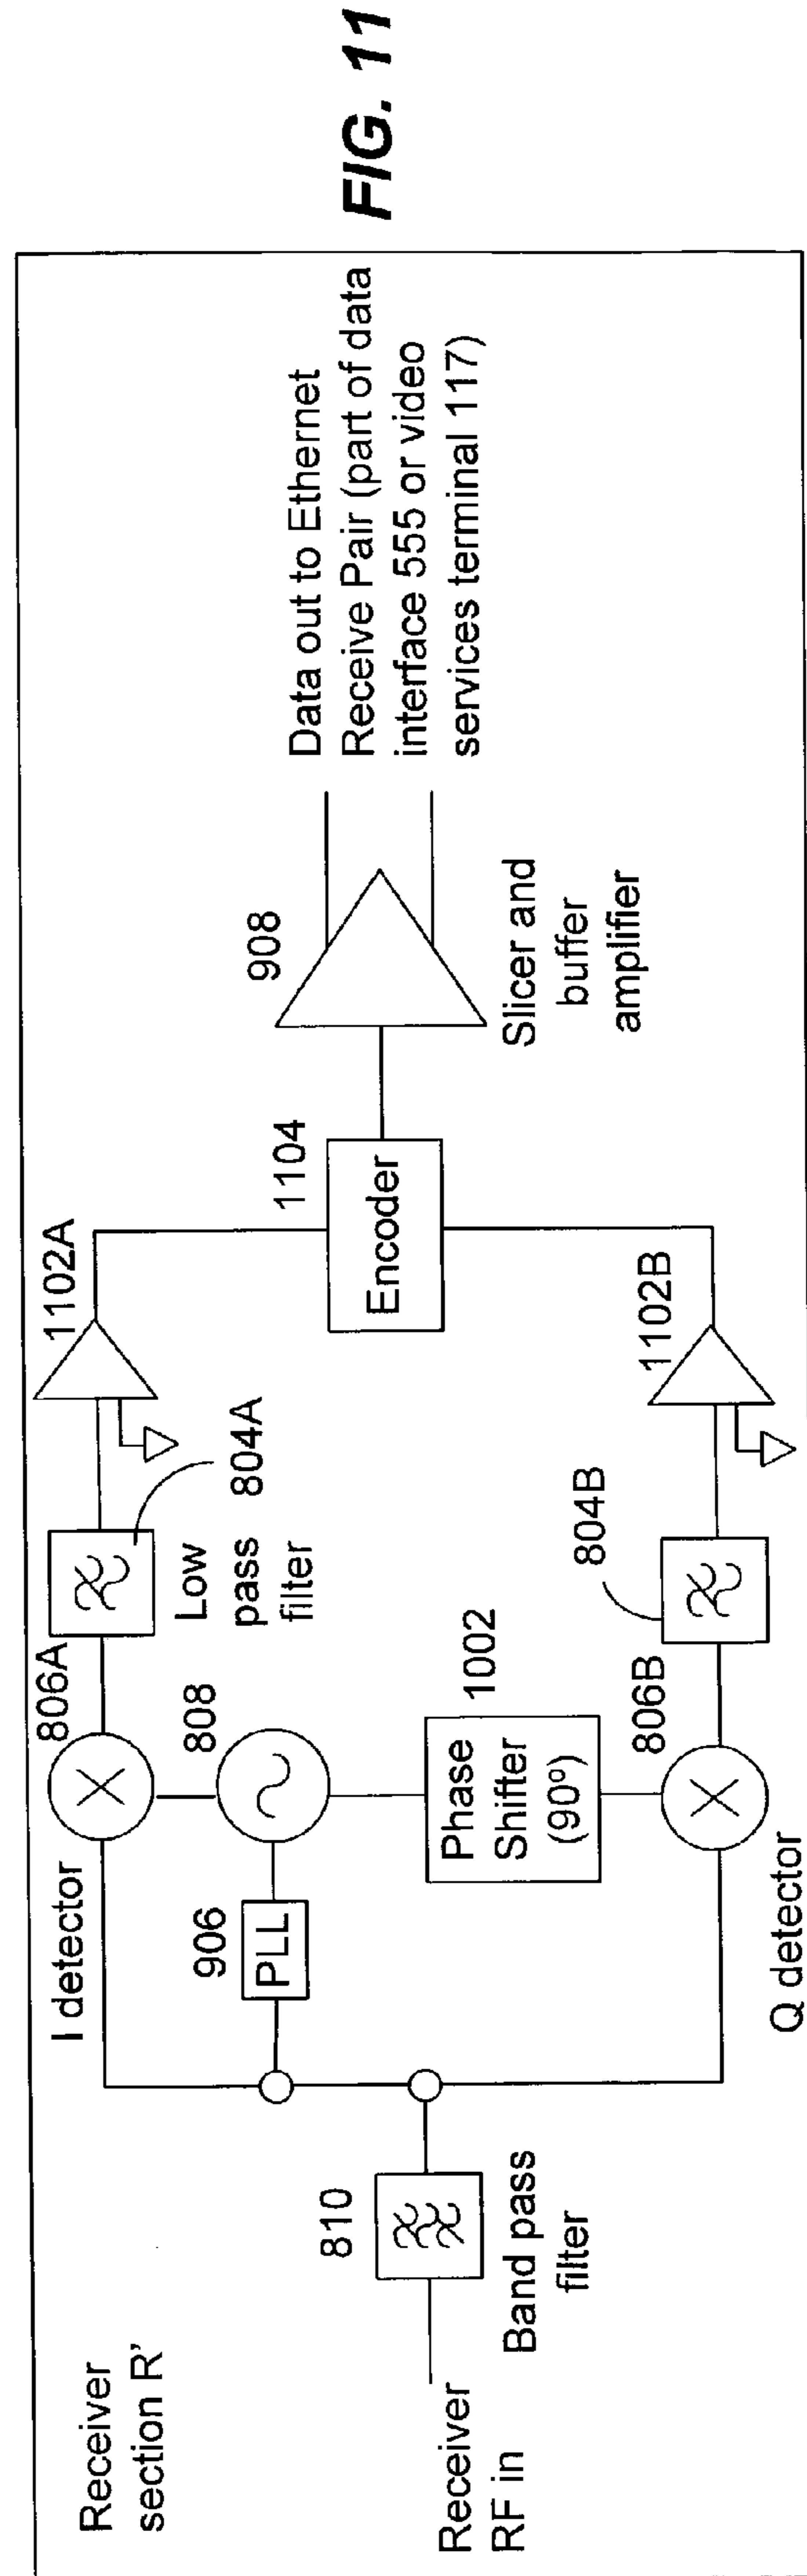 Receiver
section R'
Receiver
RF in
810
Band pass
filter
I detector
906
PLL
808
806A
Low
pass
filter
804A
1102A
Phase
Shifter
(90º)
1002
Q detector
806B
804B
1102B
1104
Encoder
908
Slicer and
buffer
amplifier
Data out to Ethernet
Receive Pair (part of data
interface 555 or video
services terminal 117)
FIG. 11